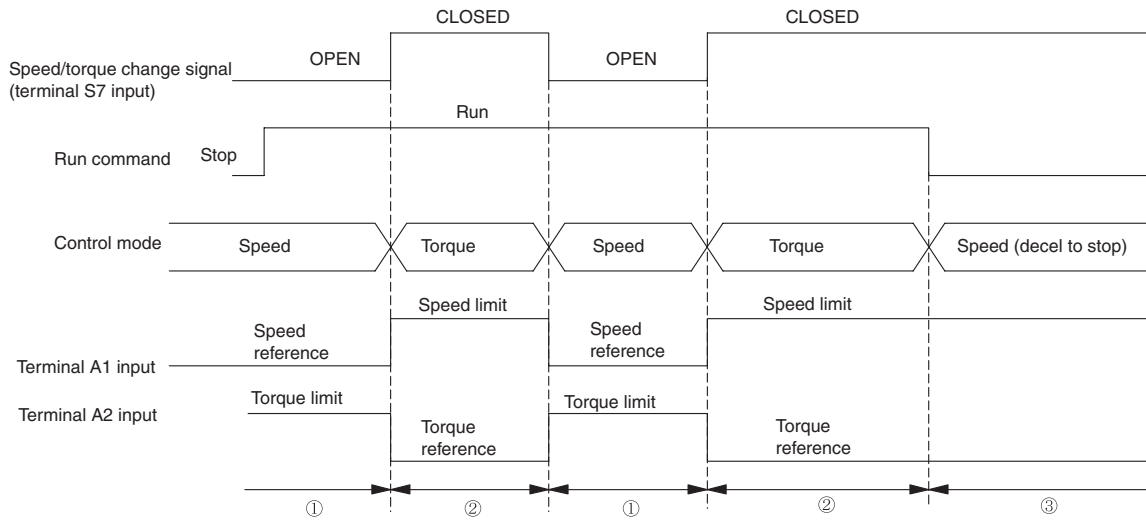 CLOSED
CLOSED
OPEN
OPEN
Speed/torque change signal
(terminal S7 input)
Run
Run command
Stop
Control mode
Speed
Torque
Speed
Torque
Speed (decel to stop)
Speed limit
Speed limit
Speed
reference
Speed
reference
Terminal A1 input
Torque limit
Torque limit
Terminal A2 input
Torque
reference
Torque
reference
①
②
①
②
③